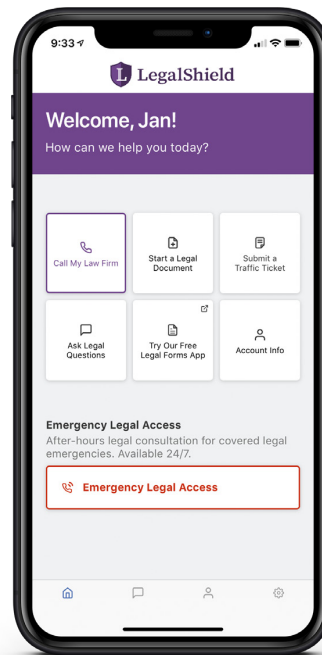 9:33
LegalShield
Welcome, Jan!
How can we help you today?
Call My Law Firm
Start a Legal
Document
Submit a
Traffic Ticket
Ask Legal
Questions
Try Our Free
Legal Forms App
Account Info
Emergency Legal Access
After-hours legal consultation for covered legal
emergencies. Available 24/7.
Emergency Legal Access